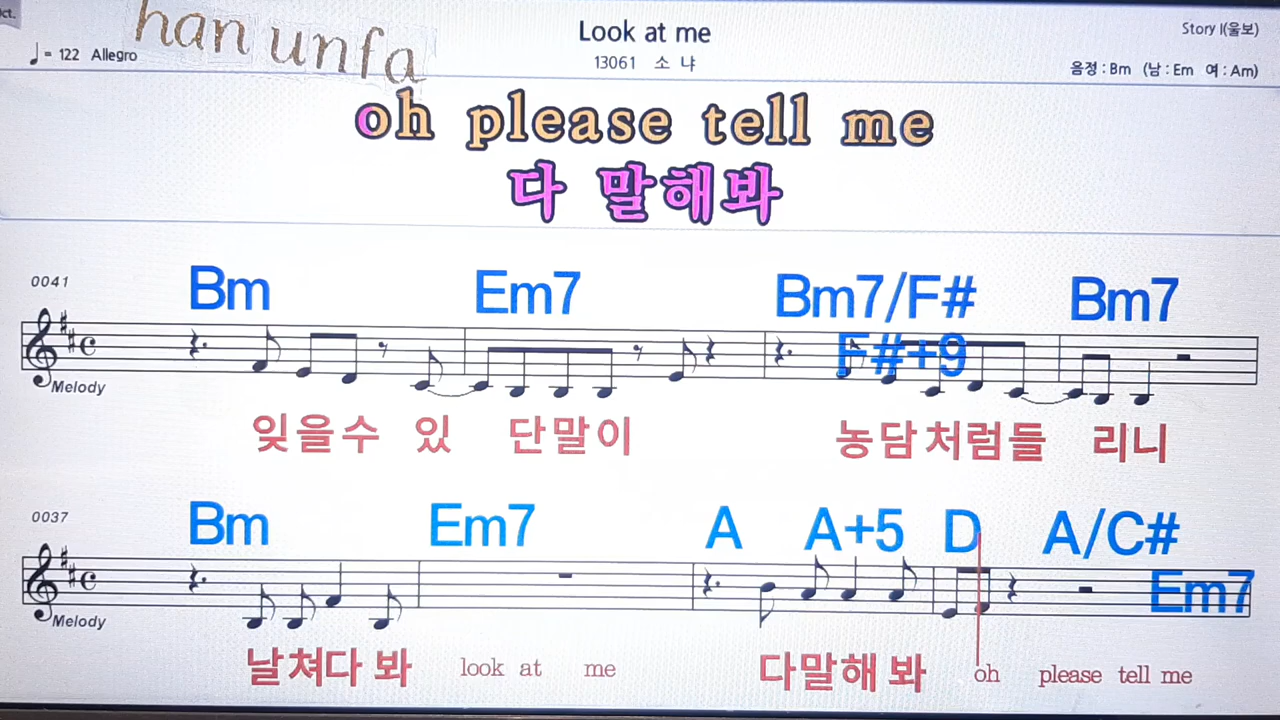 ct.
han unfa
Look at me
Story I(울보)
♩= 122 Allegro
13061 소 냐
음정 : Bm (남 : Em 여 : Am)
oh please tell me
다 말해봐
0041
Bm Em7 Bm7/F# Bm7
F#+9
Melody
잊을수 있 단말이 농담처럼들 리니
0037
Bm Em7 A A+5 D A/C#
Em7
Melody
날쳐다 봐 look at me 다말해 봐 oh please tell me